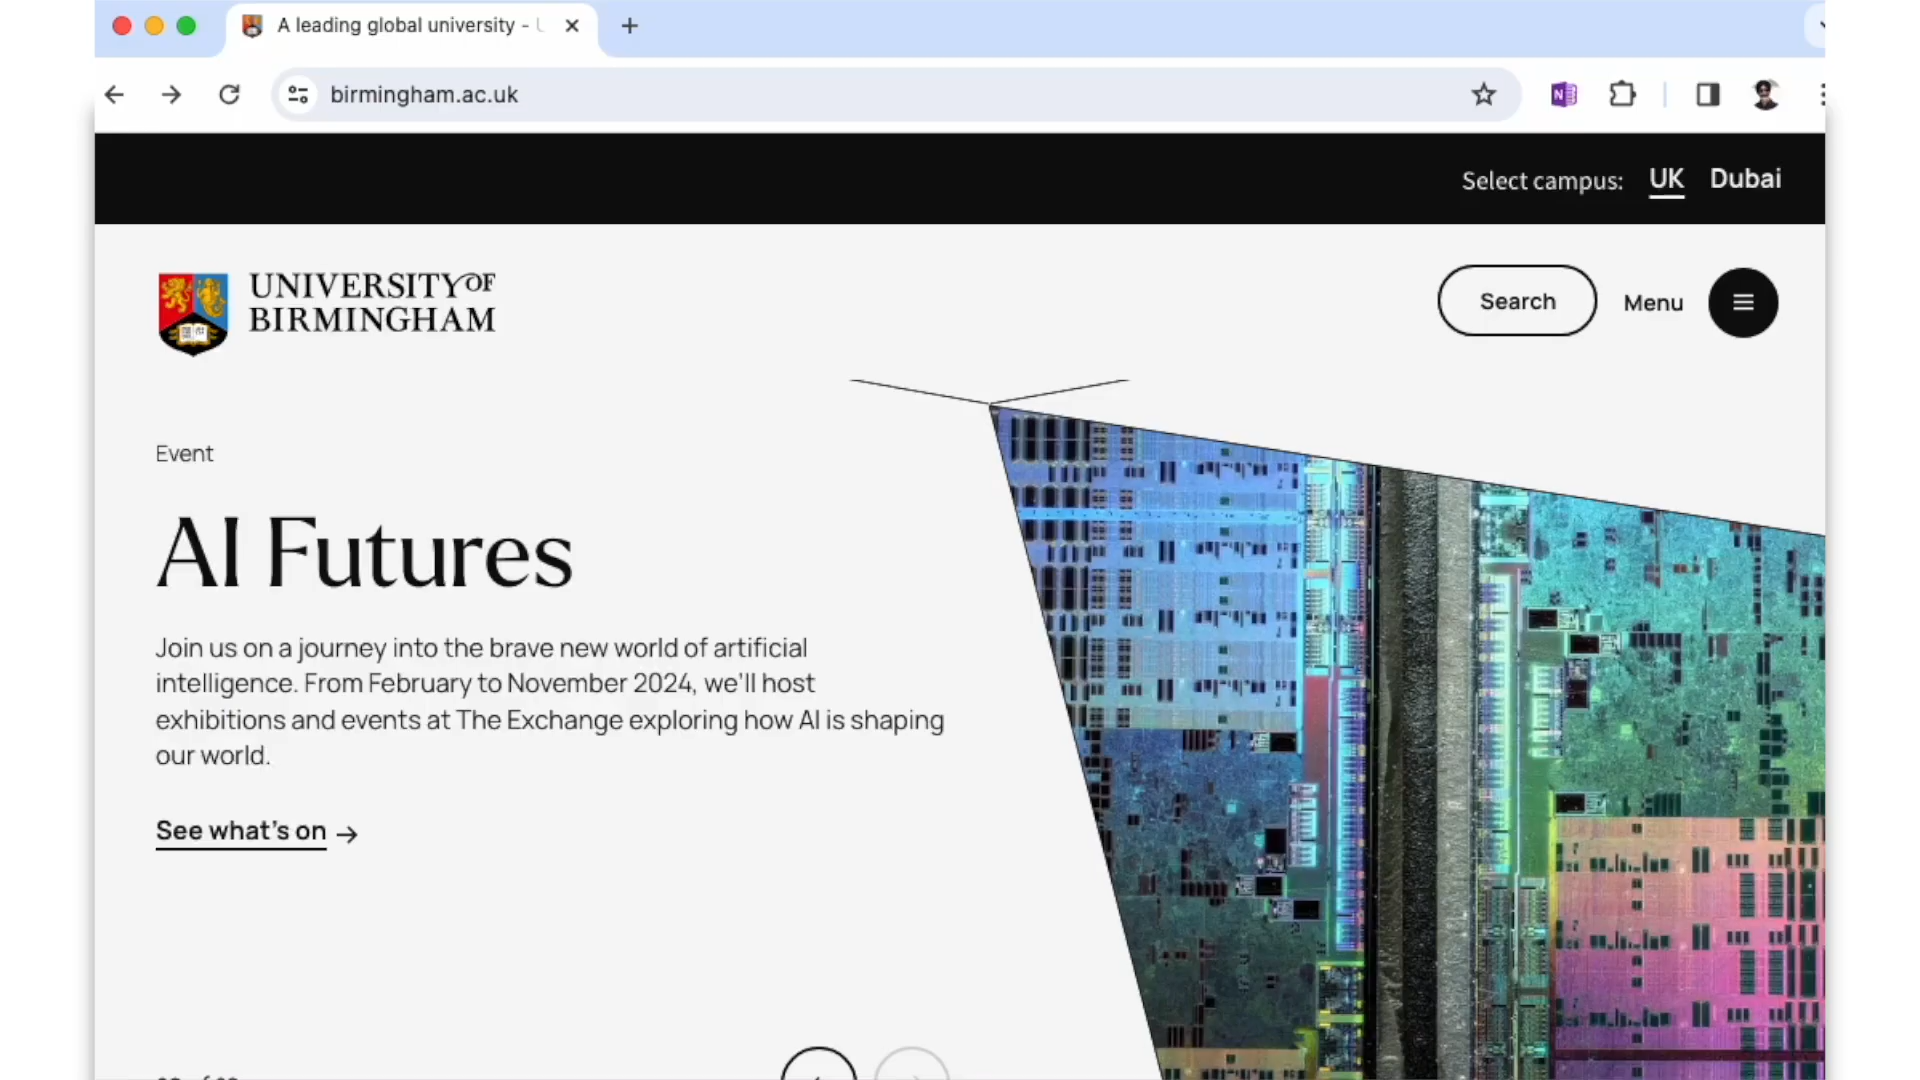 A leading global university -
birmingham.ac.uk
Select campus: UK Dubai
UNIVERSITY OF
BIRMINGHAM
Search
Menu
Event
AI Futures
Join us on a journey into the brave new world of artificial
intelligence. From February to November 2024, we'll host
exhibitions and events at The Exchange exploring how AI is shaping
our world.
See what's on →